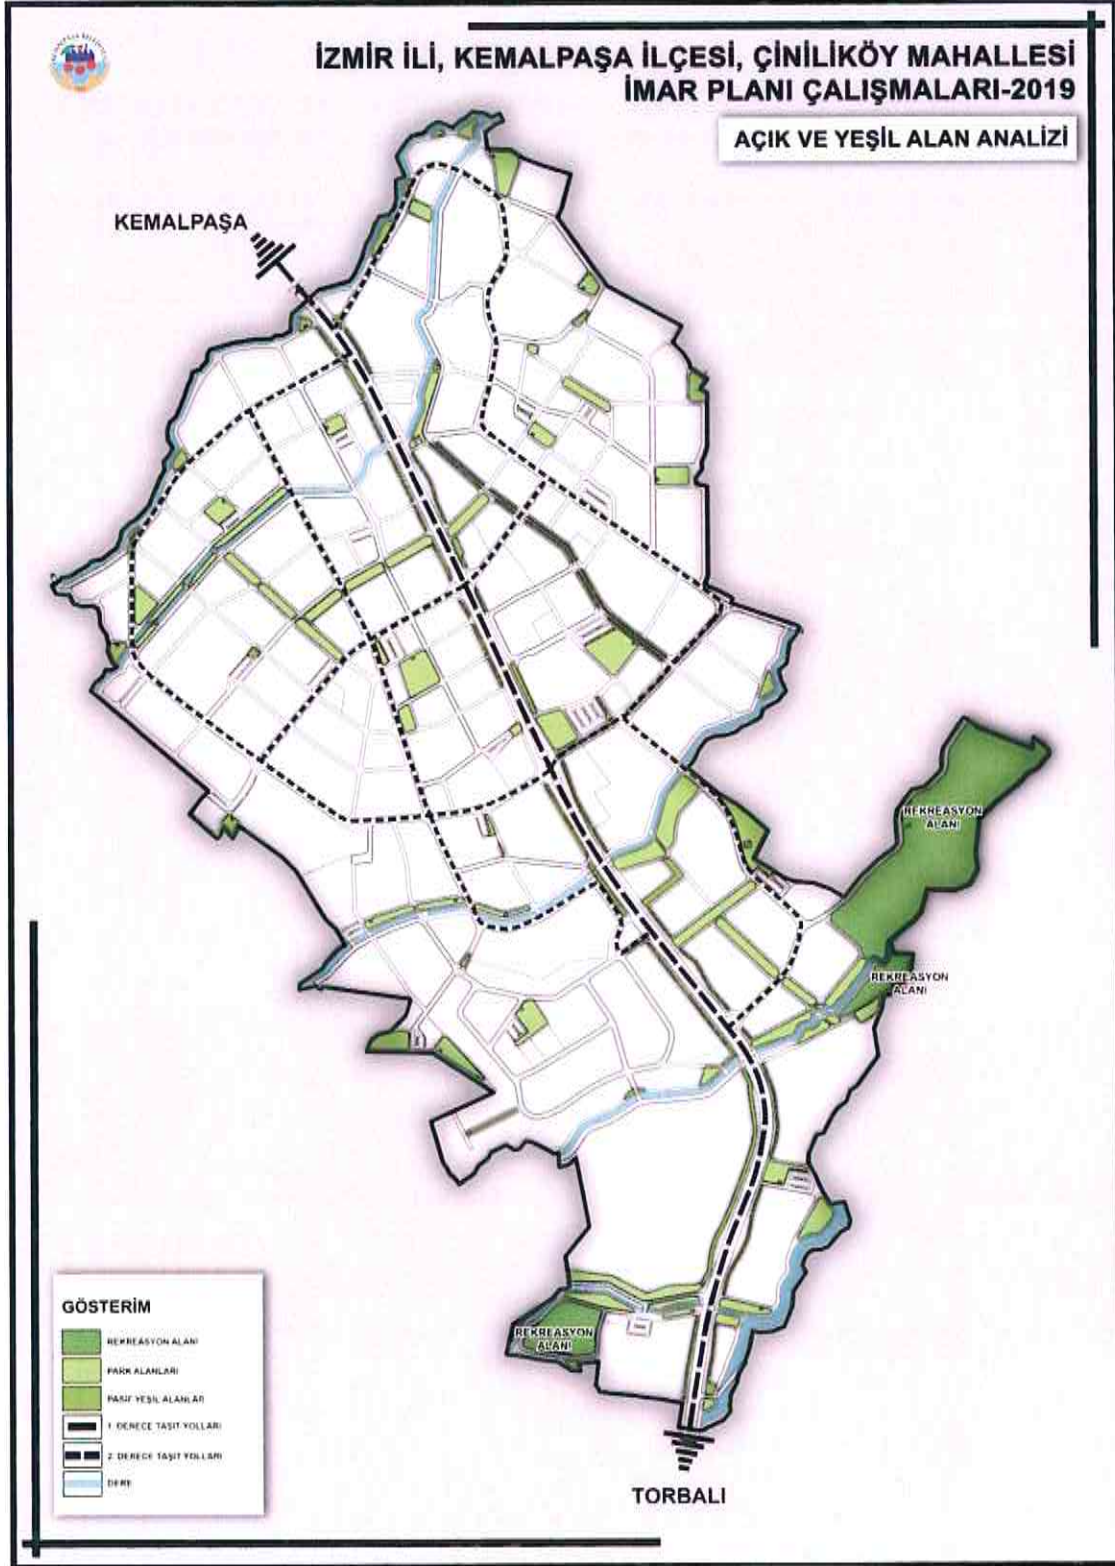 İZMİR İLİ, KEMALPAŞA İLÇESİ, ÇİNİLİKÖY MAHALLESİ
İMAR PLANI ÇALIŞMALARI-2019
AÇIK VE YEŞİL ALAN ANALİZİ
KEMALPAŞA
REKREASYON
ALANI
REKREASYON
ALANI
REKREASYON
ALANI
GÖSTERİM
REKREASYON ALANI
PARK ALANLARI
PASİF YEŞİL ALANLAR
1. DERECE TAŞIT YOLLARI
2. DERECE TAŞIT YOLLARI
DERE
TORBALI